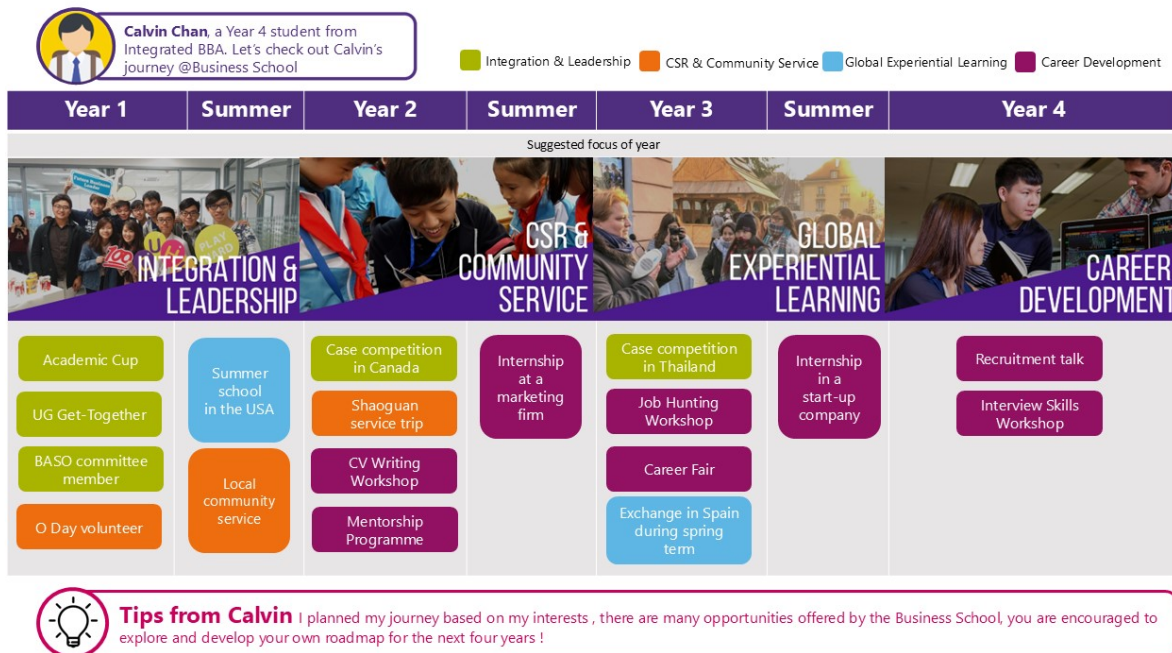 Calvin Chan, a Year 4 student from
Integrated BBA. Let's check out Calvin's
journey @Business School
Integration & Leadership
CSR & Community Service
Global Experiential Learning
Career Development
Year 1
Summer
Year 2
Summer
Year 3
Summer
Year 4
Suggested focus of year
Future Business
Leader
100
PLAY
INTEGRATION &
LEADERSHIP
CSR &
COMMUNITY
SERVICE
GLOBAL
EXPERIENTIAL
LEARNING
CAREER
DEVELOPMENT
Academic Cup
UG Get-Together
BASO committee
member
O Day volunteer
Summer
school
in the USA
Local
community
service
Case competition
in Canada
Shaoguan
service trip
CV Writing
Workshop
Mentorship
Programme
Internship
at a
marketing
firm
Case competition
in Thailand
Job Hunting
Workshop
Career Fair
Exchange in Spain
during spring
term
Internship
in a
start-up
company
Recruitment talk
Interview Skills
Workshop
Tips from Calvin I planned my journey based on my interests , there are many opportunities offered by the Business School, you are encouraged to
explore and develop your own roadmap for the next four years !